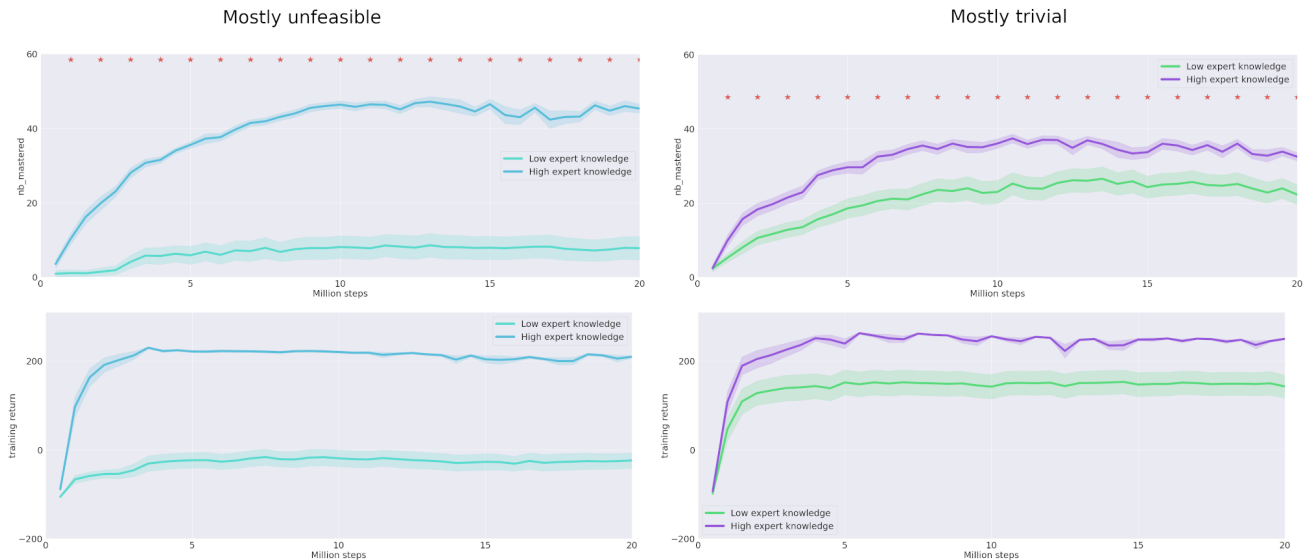 Mostly unfeasible
Mostly trivial
60
40
20
0
nb_mastered
Low expert knowledge
High expert knowledge
0
5
10
15
20
Million steps
60
40
20
0
nb_mastered
Low expert knowledge
High expert knowledge
0
5
10
15
20
Million steps
200
0
−200
training return
Low expert knowledge
High expert knowledge
0
5
10
15
20
Million steps
200
0
−200
training return
Low expert knowledge
High expert knowledge
0
5
10
15
20
Million steps